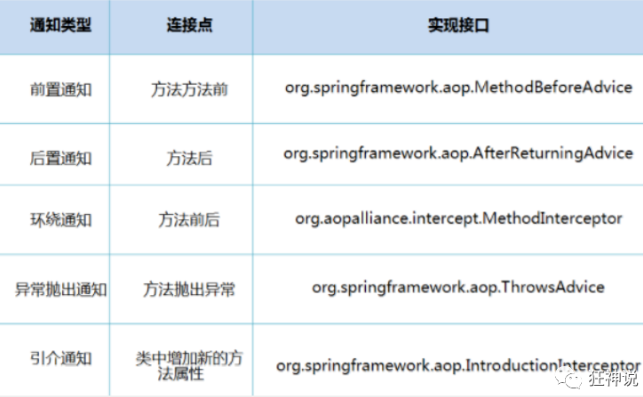 通知类型 连接点 实现接口
前置通知 方法方法前 org.springframework.aop.MethodBeforeAdvice
后置通知 方法后 org.springframework.aop.AfterReturningAdvice
环绕通知 方法前后 org.aopalliance.intercept.MethodInterceptor
异常抛出通知 方法抛出异常 org.springframework.aop.ThrowsAdvice
引介通知 类中增加新的方
法属性 org.springframework.aop.IntroductionInterceptor
狂神说